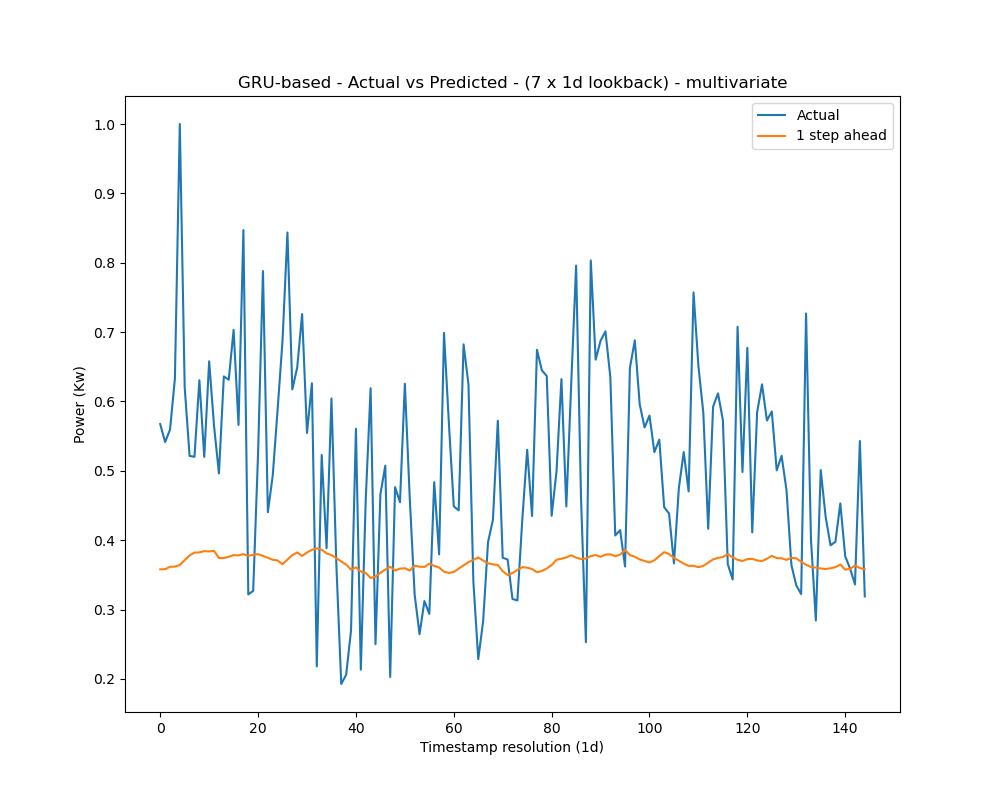 GRU-based - Actual vs Predicted - (7 x 1d lookback) - multivariate
Actual
1 step ahead
Power (Kw)
1.0
0.9
0.8
0.7
0.6
0.5
0.4
0.3
0.2
0 20 40 60 80 100 120 140
Timestamp resolution (1d)